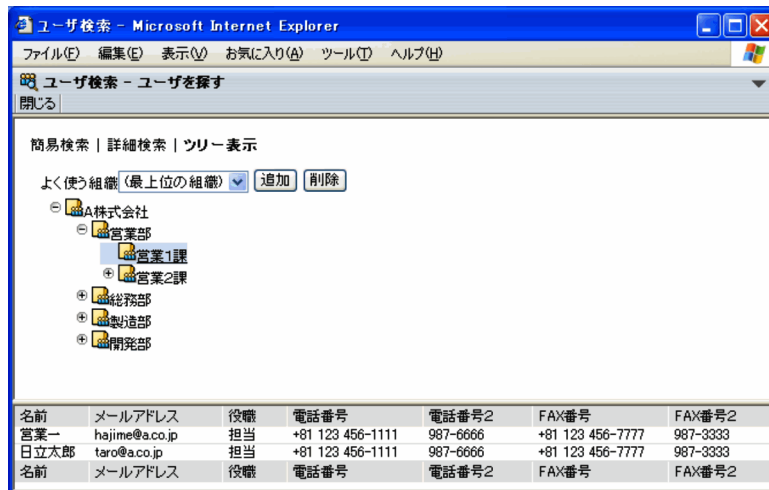 ユーザ検索 - Microsoft Internet Explorer
ファイル(F) 編集(E) 表示(V) お気に入り(A) ツール(T) ヘルプ(H)
ユーザ検索 - ユーザを探す
閉じる
簡易検索 | 詳細検索 | ツリー表示
よく使う組織 (最上位の組織) 追加 削除
A株式会社
営業部
営業1課
営業2課
総務部
製造部
開発部
名前 メールアドレス 役職 電話番号 電話番号2 FAX番号 FAX番号2
営業一 hajime@a.co.jp 担当 +81 123 456-1111 987-6666 +81 123 456-7777 987-3333
日立太郎 taro@a.co.jp 担当 +81 123 456-1111 987-6666 +81 123 456-7777 987-3333
名前 メールアドレス 役職 電話番号 電話番号2 FAX番号 FAX番号2